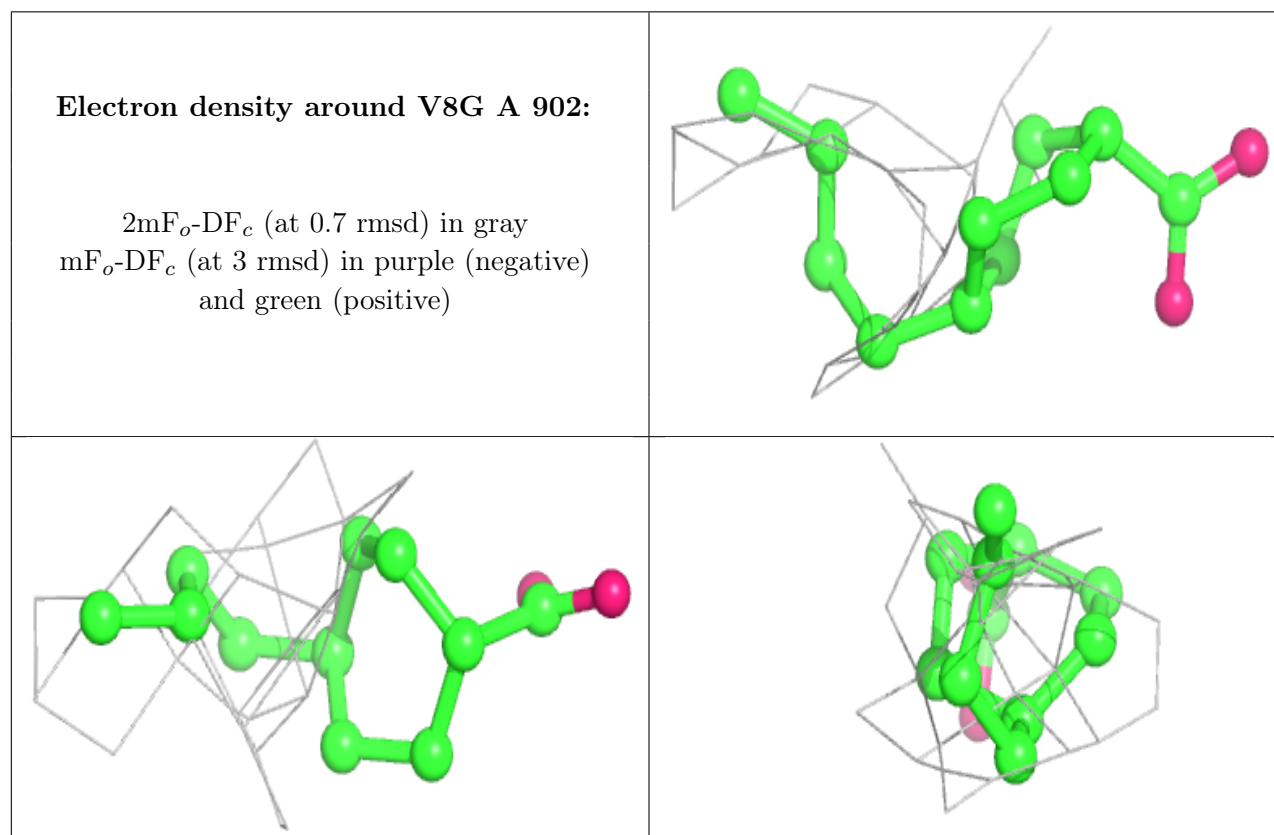 Electron density around V8G A 902:
2mFo-DFc (at 0.7 rmsd) in gray
mFo-DFc (at 3 rmsd) in purple (negative)
and green (positive)